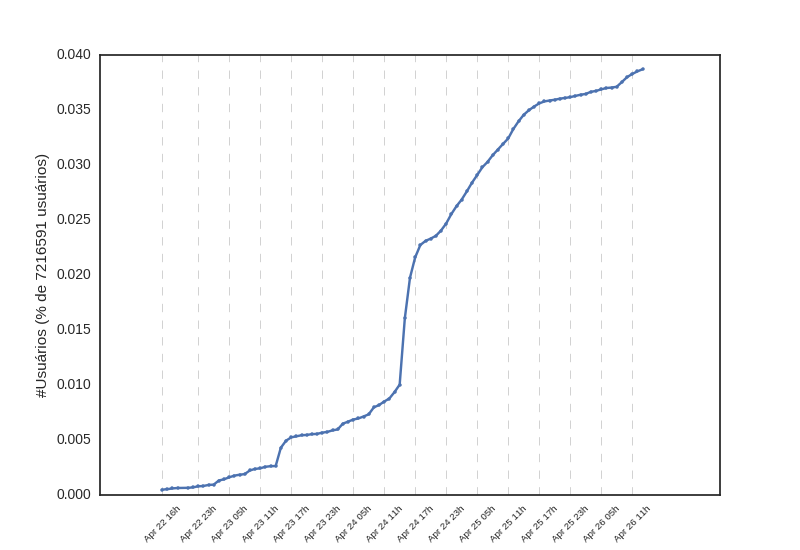 0.040
0.035
0.030
0.025
0.020
0.015
0.010
0.005
0.000
#Usuários (% de 7216591 usuários)
Apr 22 16h
Apr 22 23h
Apr 23 05h
Apr 23 11h
Apr 23 17h
Apr 23 23h
Apr 24 05h
Apr 24 11h
Apr 24 17h
Apr 24 23h
Apr 25 05h
Apr 25 11h
Apr 25 17h
Apr 25 23h
Apr 26 05h
Apr 26 11h